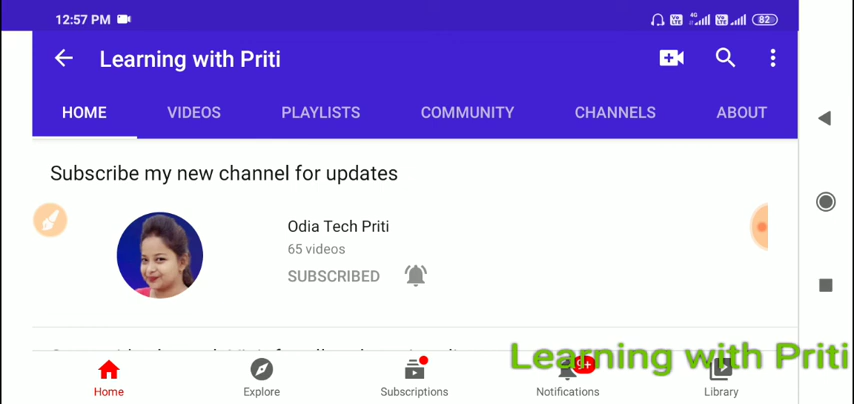 12:57 PM
82
Learning with Priti
HOME VIDEOS PLAYLISTS COMMUNITY CHANNELS ABOUT
Subscribe my new channel for updates
Odia Tech Priti
65 videos
SUBSCRIBED
Learning with Priti
9+
Home Explore Subscriptions Notifications Library